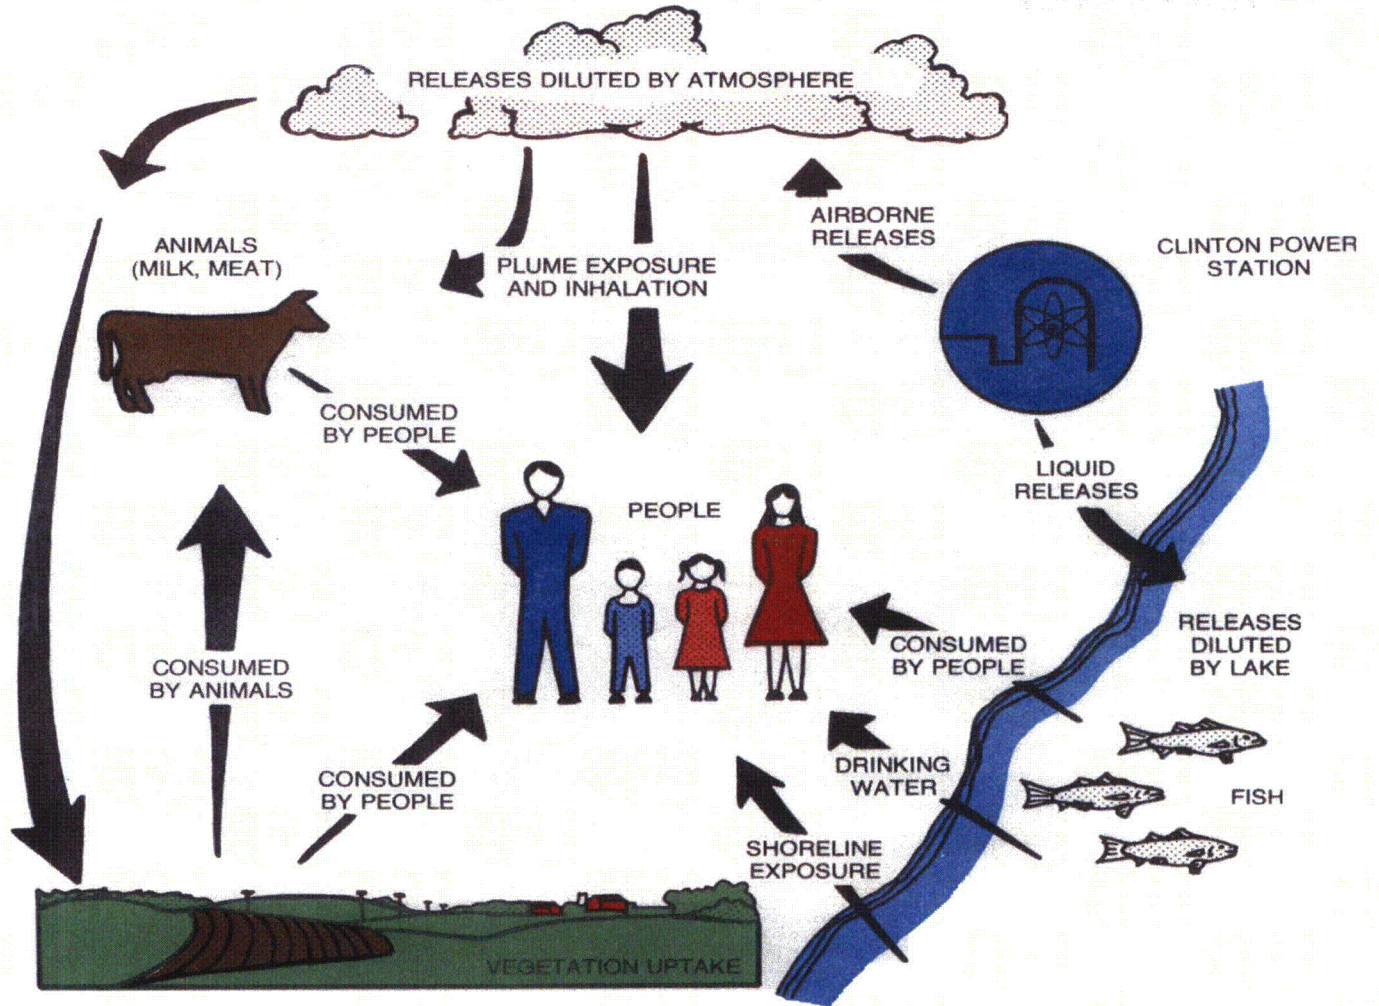 RELEASES DILUTED BY ATMOSPHERE
AIRBORNE
RELEASES
CLINTON POWER
STATION
ANIMALS
(MILK, MEAT)
PLUME EXPOSURE
AND INHALATION
CONSUMED
BY PEOPLE
LIQUID
RELEASES
PEOPLE
RELEASES
DILUTED
BY LAKE
CONSUMED
BY PEOPLE
CONSUMED
BY ANIMALS
CONSUMED
BY PEOPLE
DRINKING
WATER
FISH
SHORELINE
EXPOSURE
VEGETATION UPTAKE